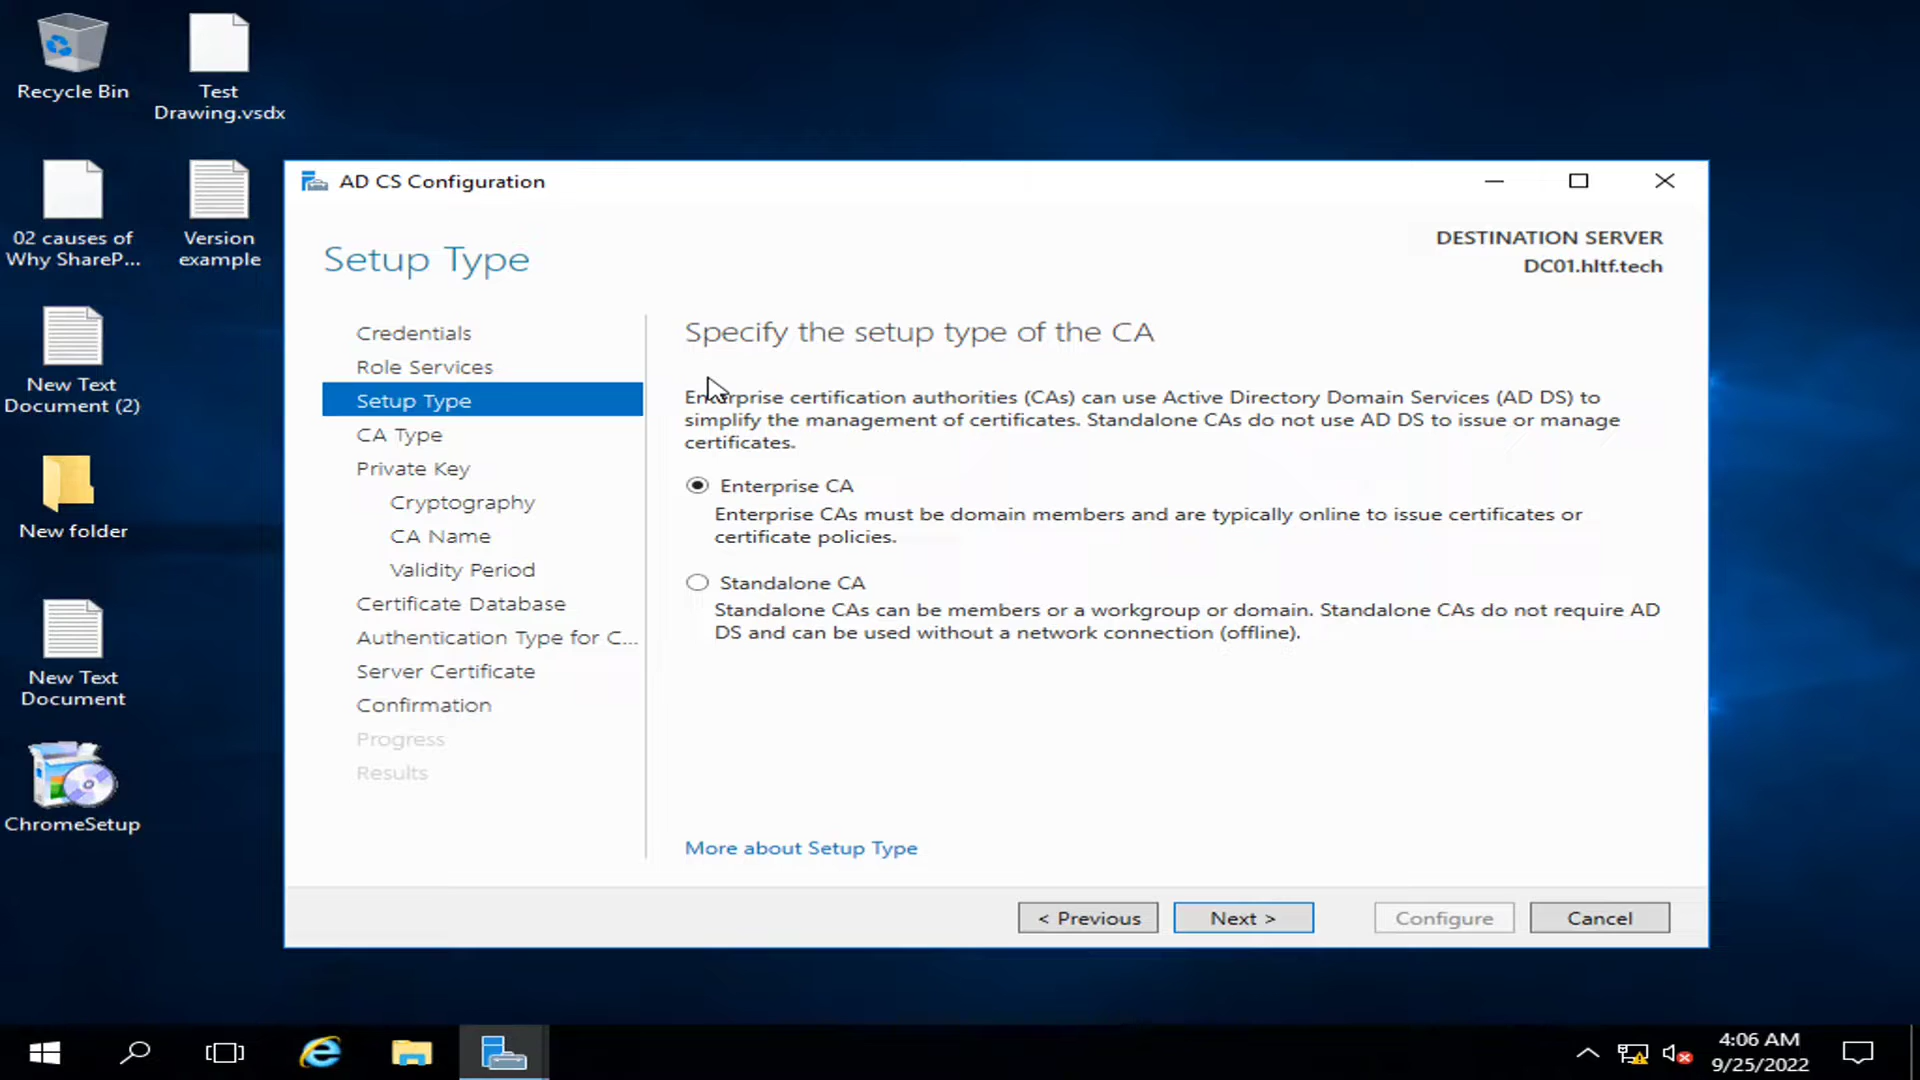 Recycle Bin
Test
Drawing.vsdx
02 causes of
Why ShareP...
Version
example
New Text
Document (2)
New folder
New Text
Document
ChromeSetup
AD CS Configuration
Setup Type
DESTINATION SERVER
DC01.hltf.tech
Credentials
Role Services
Setup Type
CA Type
Private Key
Cryptography
CA Name
Validity Period
Certificate Database
Authentication Type for C...
Server Certificate
Confirmation
Progress
Results
Specify the setup type of the CA
Enterprise certification authorities (CAs) can use Active Directory Domain Services (AD DS) to
simplify the management of certificates. Standalone CAs do not use AD DS to issue or manage
certificates.
Enterprise CA
Enterprise CAs must be domain members and are typically online to issue certificates or
certificate policies.
Standalone CA
Standalone CAs can be members or a workgroup or domain. Standalone CAs do not require AD
DS and can be used without a network connection (offline).
More about Setup Type
< Previous
Next >
Configure
Cancel
4:06 AM
9/25/2022